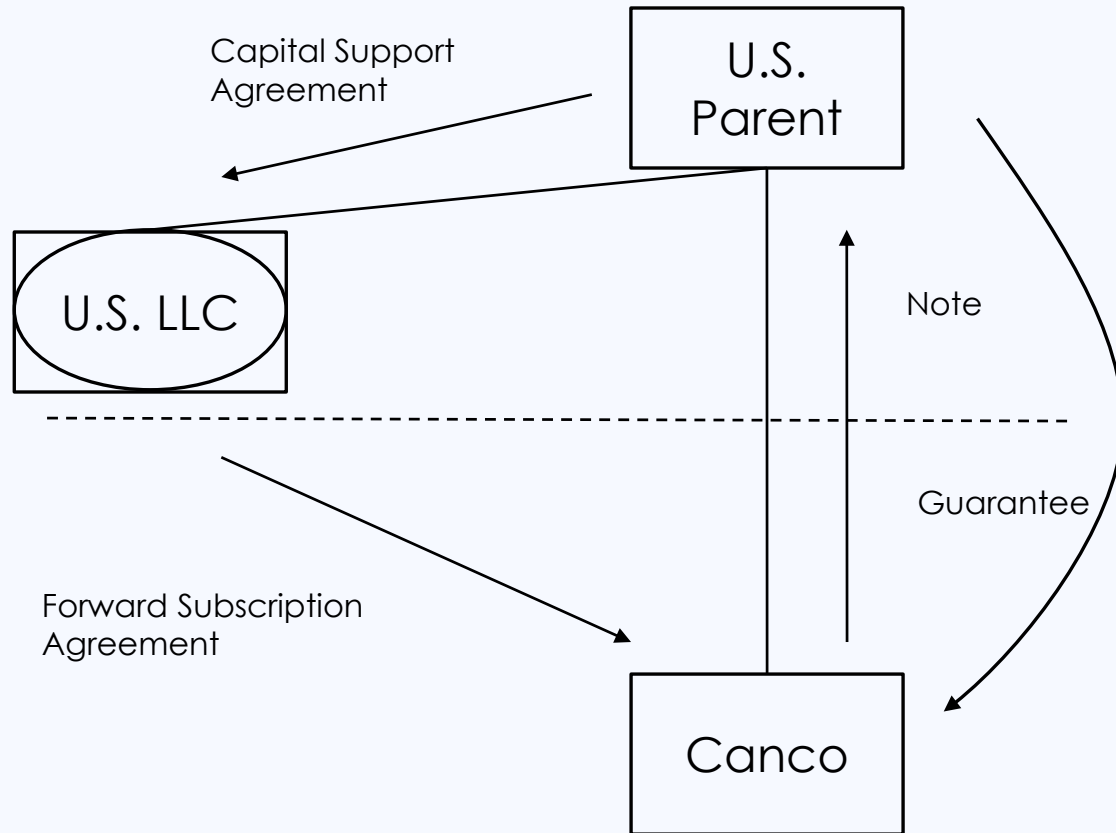 Capital Support
Agreement
U.S.
Parent
U.S. LLC
Note
Guarantee
Forward Subscription
Agreement
Canco